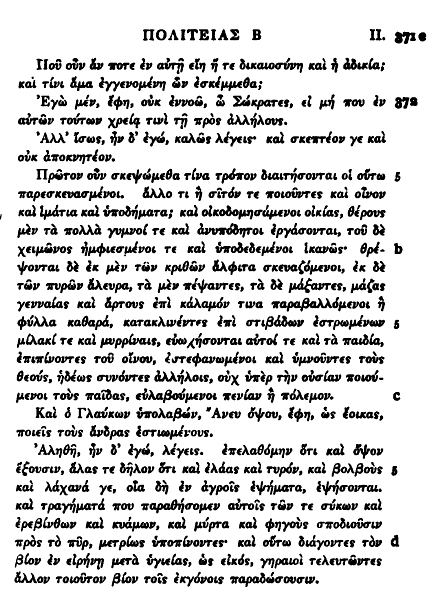 ΠΟΛΙΤΕΙΑΣ Β II. 371e
Ποῦ οὖν ἄν ποτε ἐν αὐτῇ εἴη ἥ τε δικαιοσύνη καὶ ἡ ἀδικία;
καὶ τίνι ἅμα ἐγγενομένη ὧν ἐσκέμμεθα;
Ἐγὼ μέν, ἔφη, οὐκ ἐννοῶ, ὦ Σώκρατες, εἰ μή που ἐν 372
αὐτῶν τούτων χρείᾳ τινὶ τῇ πρὸς ἀλλήλους.
Ἀλλ' ἴσως, ἦν δ' ἐγώ, καλῶς λέγεις· καὶ σκεπτέον γε καὶ
οὐκ ἀποκνητέον.
Πρῶτον οὖν σκεψώμεθα τίνα τρόπον διαιτήσονται οἱ οὕτω 5
παρεσκευασμένοι. ἄλλο τι ἢ σῖτόν τε ποιοῦντες καὶ οἶνον
καὶ ἱμάτια καὶ ὑποδήματα; καὶ οἰκοδομησάμενοι οἰκίας, θέρους
μὲν τὰ πολλὰ γυμνοί τε καὶ ἀνυπόδητοι ἐργάσονται, τοῦ δὲ
χειμῶνος ἠμφιεσμένοι τε καὶ ὑποδεδεμένοι ἱκανῶς· θρέ- b
ψονται δὲ ἐκ μὲν τῶν κριθῶν ἄλφιτα σκευαζόμενοι, ἐκ δὲ
τῶν πυρῶν ἄλευρα, τὰ μὲν πέψαντες, τὰ δὲ μάξαντες, μάζας
γενναίας καὶ ἄρτους ἐπὶ κάλαμόν τινα παραβαλλόμενοι ἢ
φύλλα καθαρά, κατακλινέντες ἐπὶ στιβάδων ἐστρωμένων 5
μίλακί τε καὶ μυρρίναις, εὐωχήσονται αὐτοί τε καὶ τὰ παιδία,
ἐπιπίνοντες τοῦ οἴνου, ἐστεφανωμένοι καὶ ὑμνοῦντες τοὺς
θεούς, ἡδέως συνόντες ἀλλήλοις, οὐχ ὑπὲρ τὴν οὐσίαν ποιού-
μενοι τοὺς παῖδας, εὐλαβούμενοι πενίαν ἢ πόλεμον. c
Καὶ ὁ Γλαύκων ὑπολαβών, Ἄνευ ὄψου, ἔφη, ὡς ἔοικας,
ποιεῖς τοὺς ἄνδρας ἑστιωμένους.
Ἀληθῆ, ἦν δ' ἐγώ, λέγεις. ἐπελαθόμην ὅτι καὶ ὄψον
ἕξουσιν, ἅλας τε δῆλον ὅτι καὶ ἐλάας καὶ τυρόν, καὶ βολβοὺς 5
καὶ λάχανά γε, οἷα δὴ ἐν ἀγροῖς ἑψήματα, ἑψήσονται.
καὶ τραγήματά που παραθήσομεν αὐτοῖς τῶν τε σύκων καὶ
ἐρεβίνθων καὶ κυάμων, καὶ μύρτα καὶ φηγοὺς σποδιοῦσιν
πρὸς τὸ πῦρ, μετρίως ὑποπίνοντες· καὶ οὕτω διάγοντες τὸν d
βίον ἐν εἰρήνῃ μετὰ ὑγιείας, ὡς εἰκός, γηραιοὶ τελευτῶντες
ἄλλον τοιοῦτον βίον τοῖς ἐκγόνοις παραδώσουσιν.